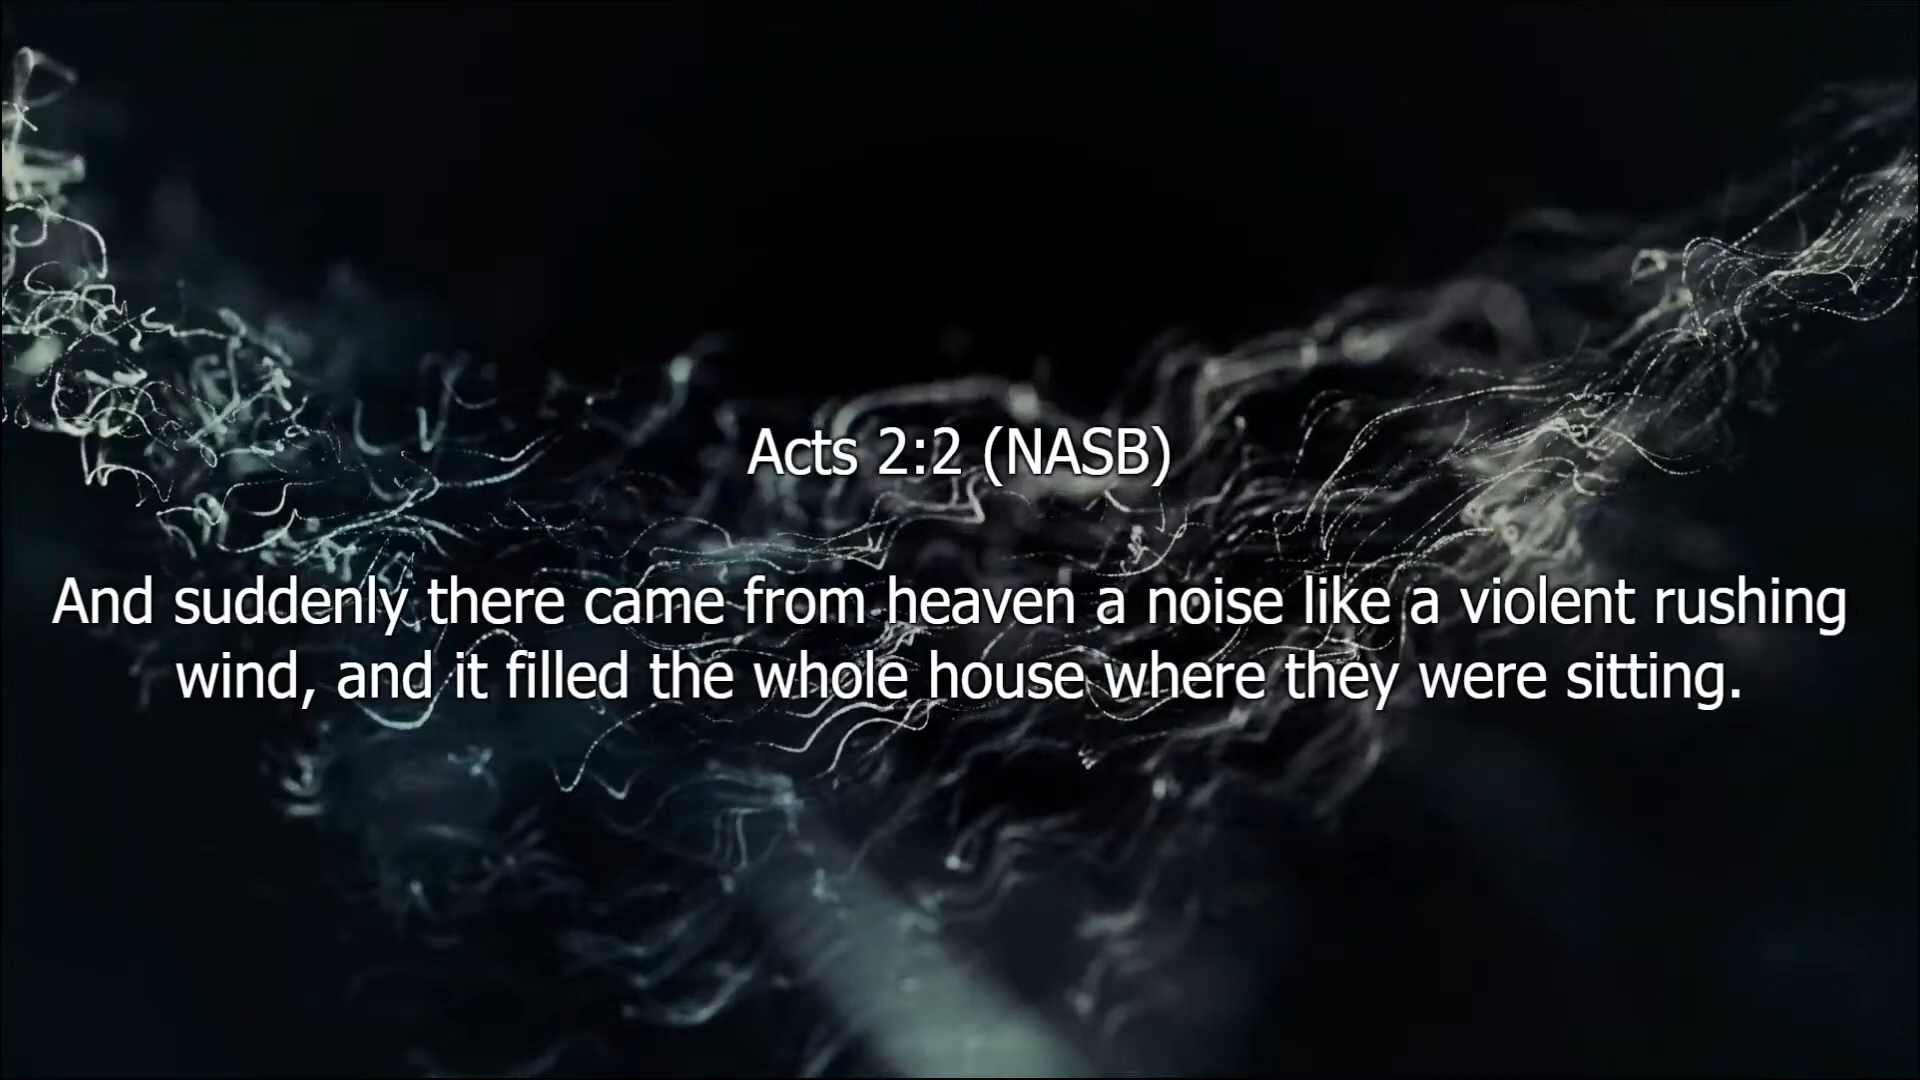 Acts 2:2 (NASB)
And suddenly there came from heaven a noise like a violent rushing
wind, and it filled the whole house where they were sitting.